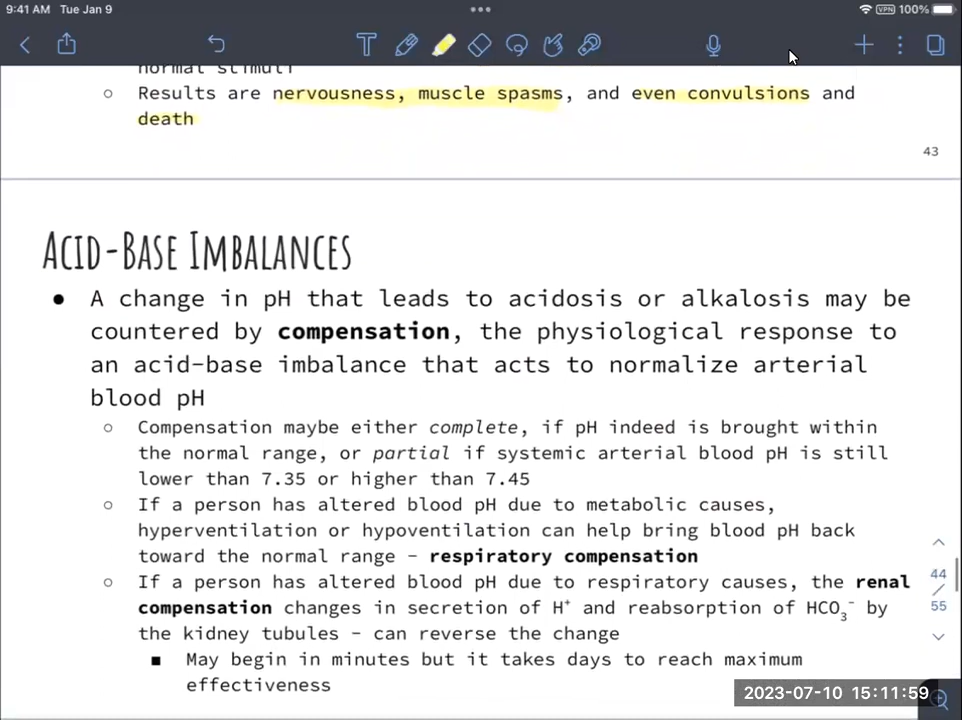 9:41 AM Tue Jan 9
VPN 100%
normal stimuli
○ Results are nervousness, muscle spasms, and even convulsions and
death
43
Acid-Base Imbalances
● A change in pH that leads to acidosis or alkalosis may be
countered by compensation, the physiological response to
an acid-base imbalance that acts to normalize arterial
blood pH
○ Compensation maybe either complete, if pH indeed is brought within
the normal range, or partial if systemic arterial blood pH is still
lower than 7.35 or higher than 7.45
○ If a person has altered blood pH due to metabolic causes,
hyperventilation or hypoventilation can help bring blood pH back
toward the normal range – respiratory compensation
○ If a person has altered blood pH due to respiratory causes, the renal
compensation changes in secretion of H⁺ and reabsorption of HCO₃⁻ by
the kidney tubules – can reverse the change
■ May begin in minutes but it takes days to reach maximum
effectiveness
44
/
55
2023-07-10 15:11:59